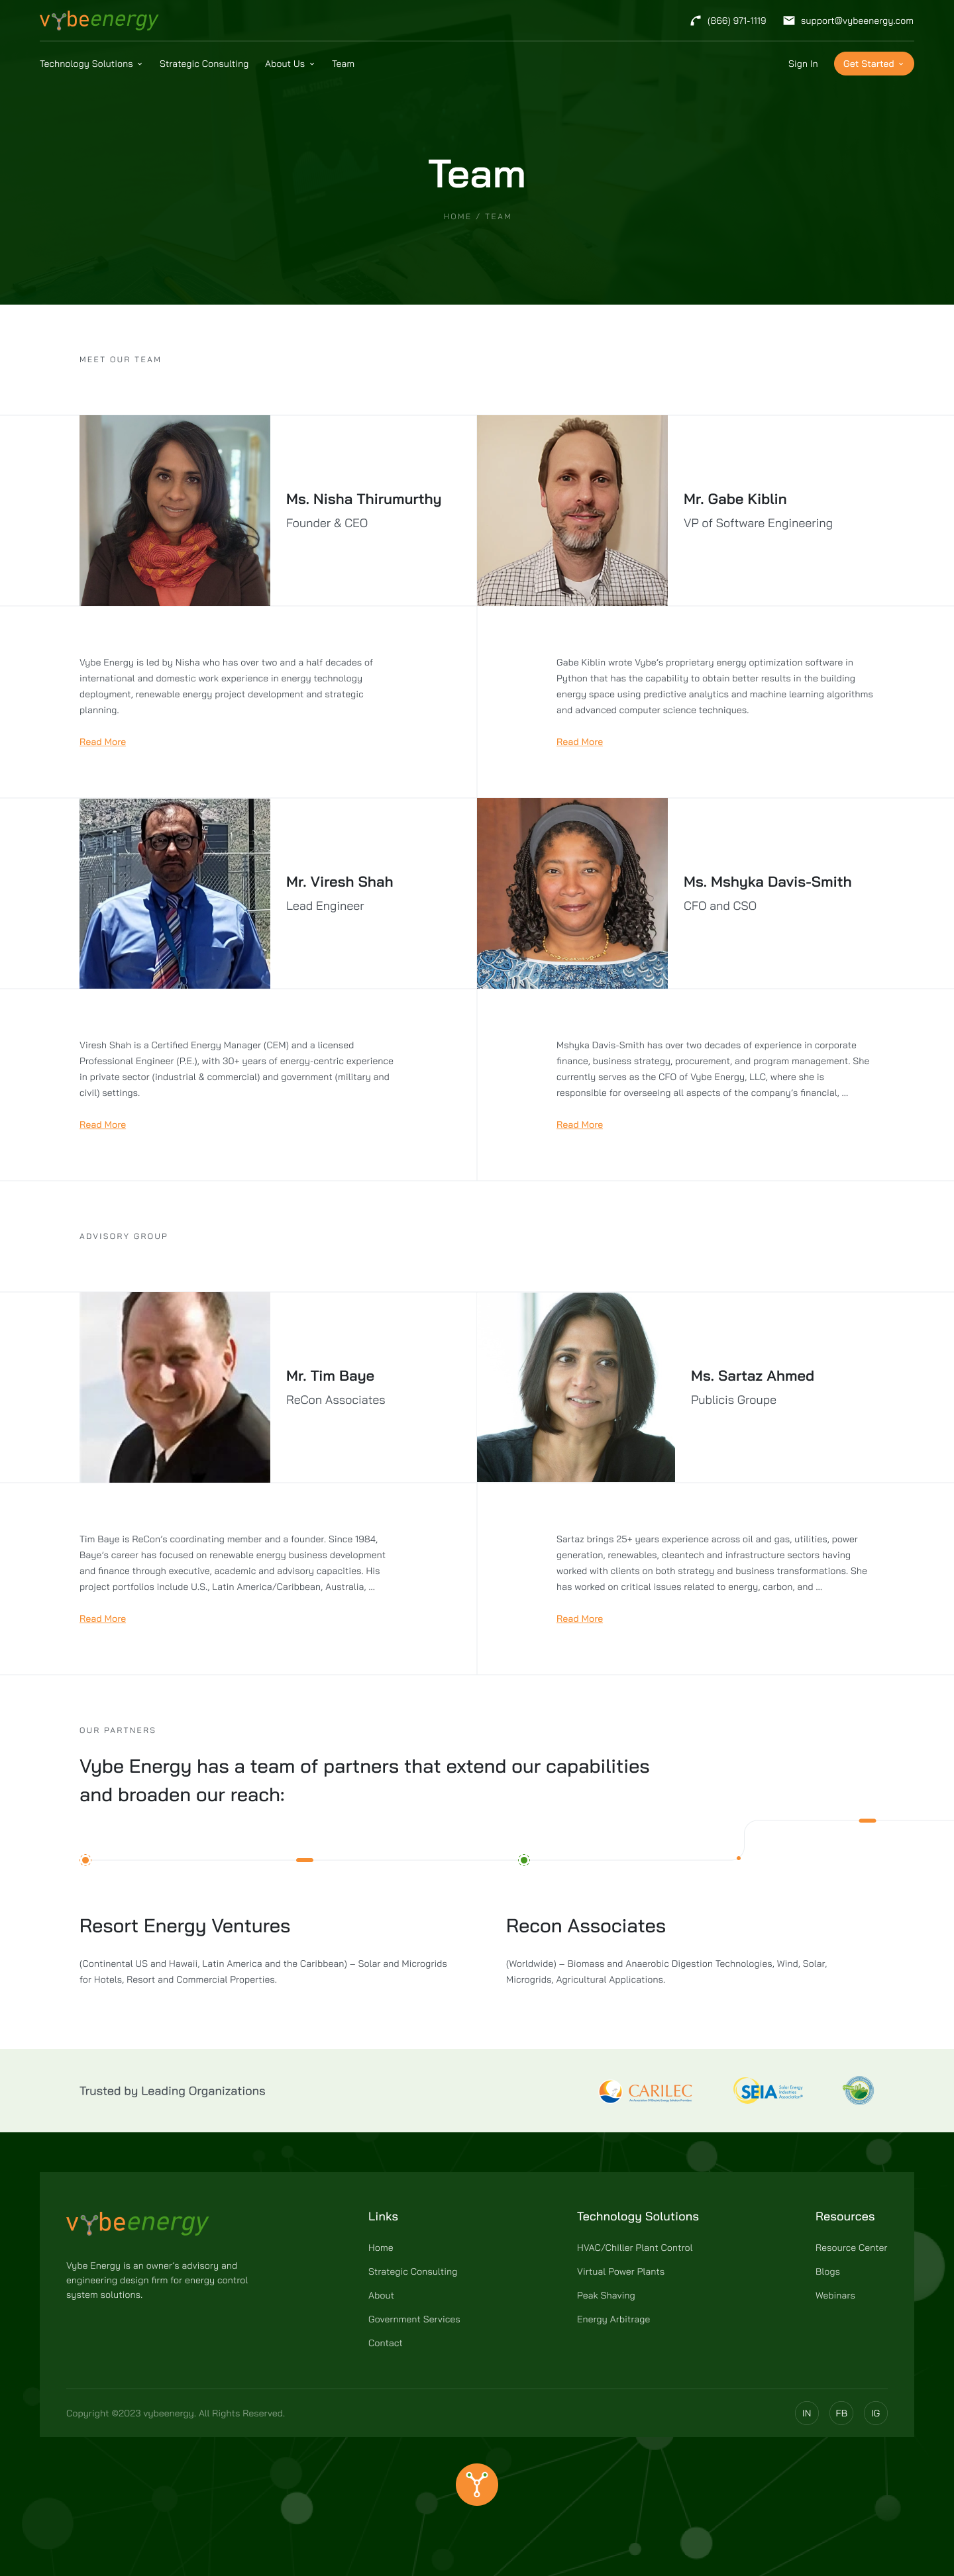 vybeenergy
(866) 971-1119
support@vybeenergy.com
Technology Solutions
Strategic Consulting
About Us
Team
Sign In
Get Started
Team
HOME / TEAM
MEET OUR TEAM
Ms. Nisha Thirumurthy
Founder & CEO
Mr. Gabe Kiblin
VP of Software Engineering
Vybe Energy is led by Nisha who has over two and a half decades of
international and domestic work experience in energy technology
deployment, renewable energy project development and strategic
planning.
Read More
Gabe Kiblin wrote Vybe's proprietary energy optimization software in
Python that has the capability to obtain better results in the building
energy space using predictive analytics and machine learning algorithms
and advanced computer science techniques.
Read More
Mr. Viresh Shah
Lead Engineer
Ms. Mshyka Davis-Smith
CFO and CSO
Viresh Shah is a Certified Energy Manager (CEM) and a licensed
Professional Engineer (P.E.), with 30+ years of energy-centric experience
in private sector (industrial & commercial) and government (military and
civil) settings.
Read More
Mshyka Davis-Smith has over two decades of experience in corporate
finance, business strategy, procurement, and program management. She
currently serves as the CFO of Vybe Energy, LLC, where she is
responsible for overseeing all aspects of the company's financial, ...
Read More
ADVISORY GROUP
Mr. Tim Baye
ReCon Associates
Ms. Sartaz Ahmed
Publicis Groupe
Tim Baye is ReCon's coordinating member and a founder. Since 1984,
Baye's career has focused on renewable energy business development
and finance through executive, academic and advisory capacities. His
project portfolios include U.S., Latin America/Caribbean, Australia, ...
Read More
Sartaz brings 25+ years experience across oil and gas, utilities, power
generation, renewables, cleantech and infrastructure sectors having
worked with clients on both strategy and business transformations. She
has worked on critical issues related to energy, carbon, and ...
Read More
OUR PARTNERS
Vybe Energy has a team of partners that extend our capabilities
and broaden our reach:
Resort Energy Ventures
(Continental US and Hawaii, Latin America and the Caribbean) – Solar and Microgrids
for Hotels, Resort and Commercial Properties.
Recon Associates
(Worldwide) – Biomass and Anaerobic Digestion Technologies, Wind, Solar,
Microgrids, Agricultural Applications.
Trusted by Leading Organizations
CARILEC
SEIA
Solar Energy
Industries
Association®
vybeenergy
Vybe Energy is an owner's advisory and
engineering design firm for energy control
system solutions.
Links
Home
Strategic Consulting
About
Government Services
Contact
Technology Solutions
HVAC/Chiller Plant Control
Virtual Power Plants
Peak Shaving
Energy Arbitrage
Resources
Resource Center
Blogs
Webinars
Copyright ©2023 vybeenergy. All Rights Reserved.
IN
FB
IG